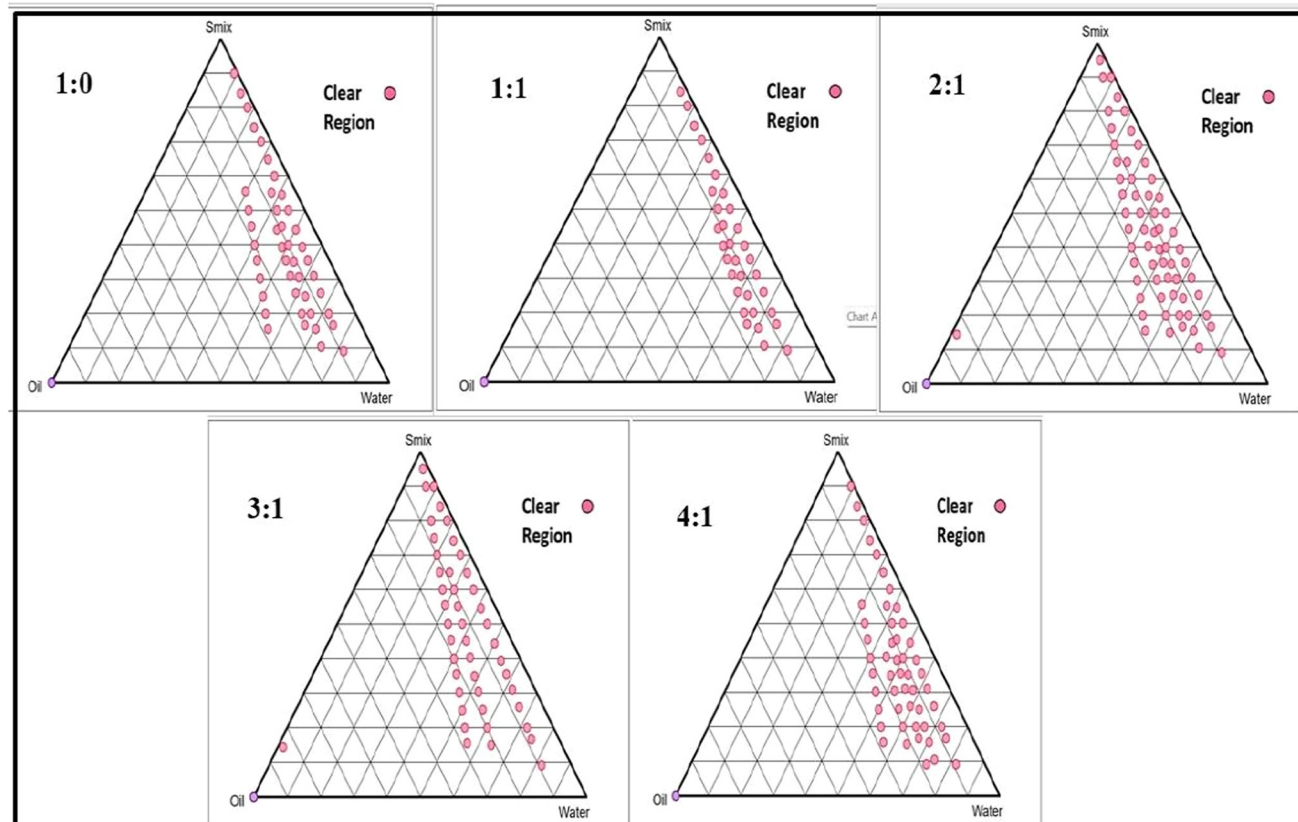 Smix
1:0
Clear
Region
Oil
Water
Smix
1:1
Clear
Region
Chart A
Oil
Water
Smix
2:1
Clear
Region
Oil
Water
Smix
3:1
Clear
Region
Oil
Water
Smix
4:1
Clear
Region
Oil
Water